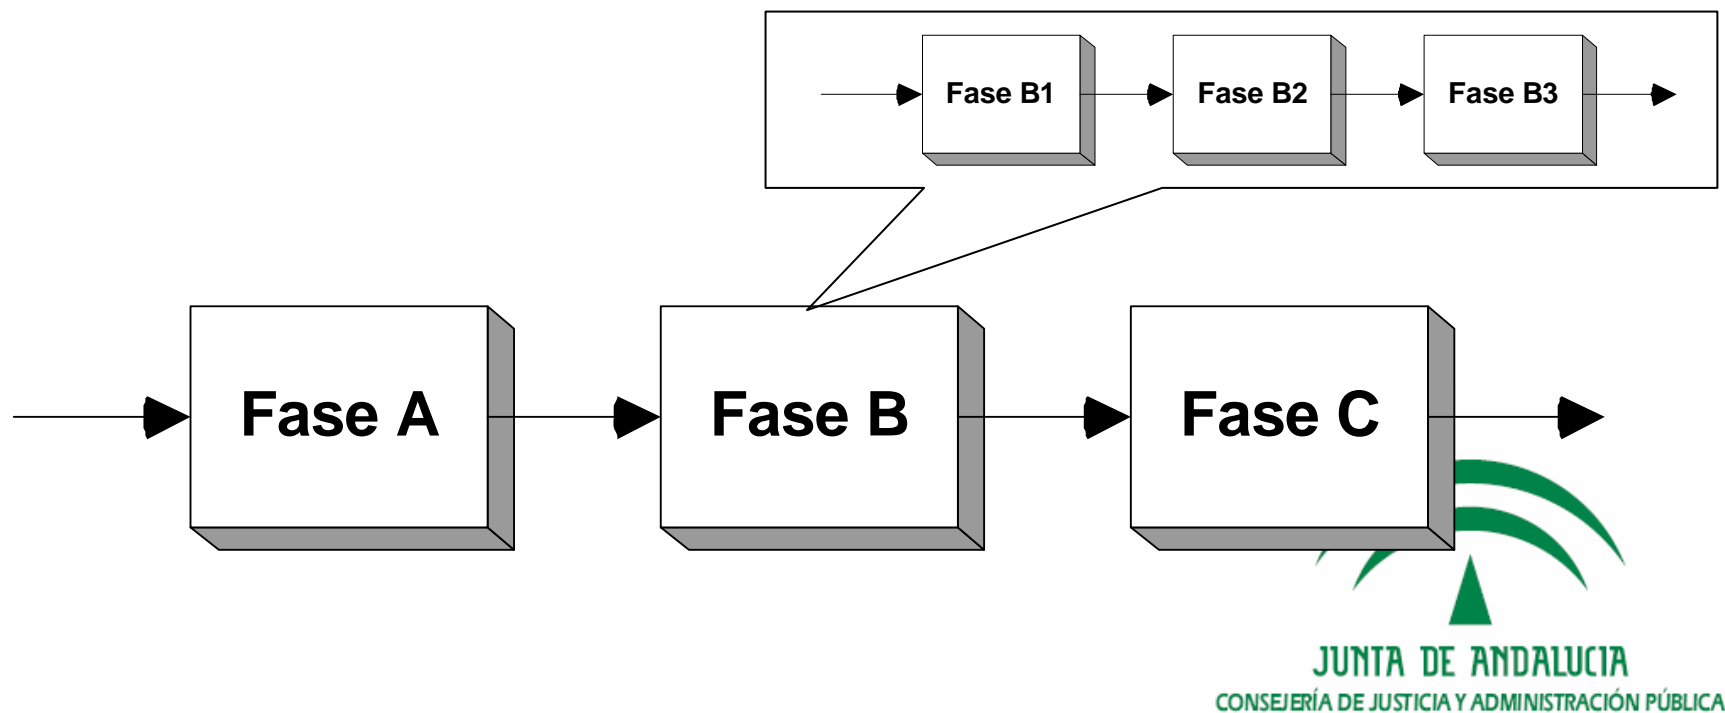 Fase B1 Fase B2 Fase B3
Fase A Fase B Fase C
JUNTA DE ANDALUCIA
CONSEJERÍA DE JUSTICIA Y ADMINISTRACIÓN PÚBLICA